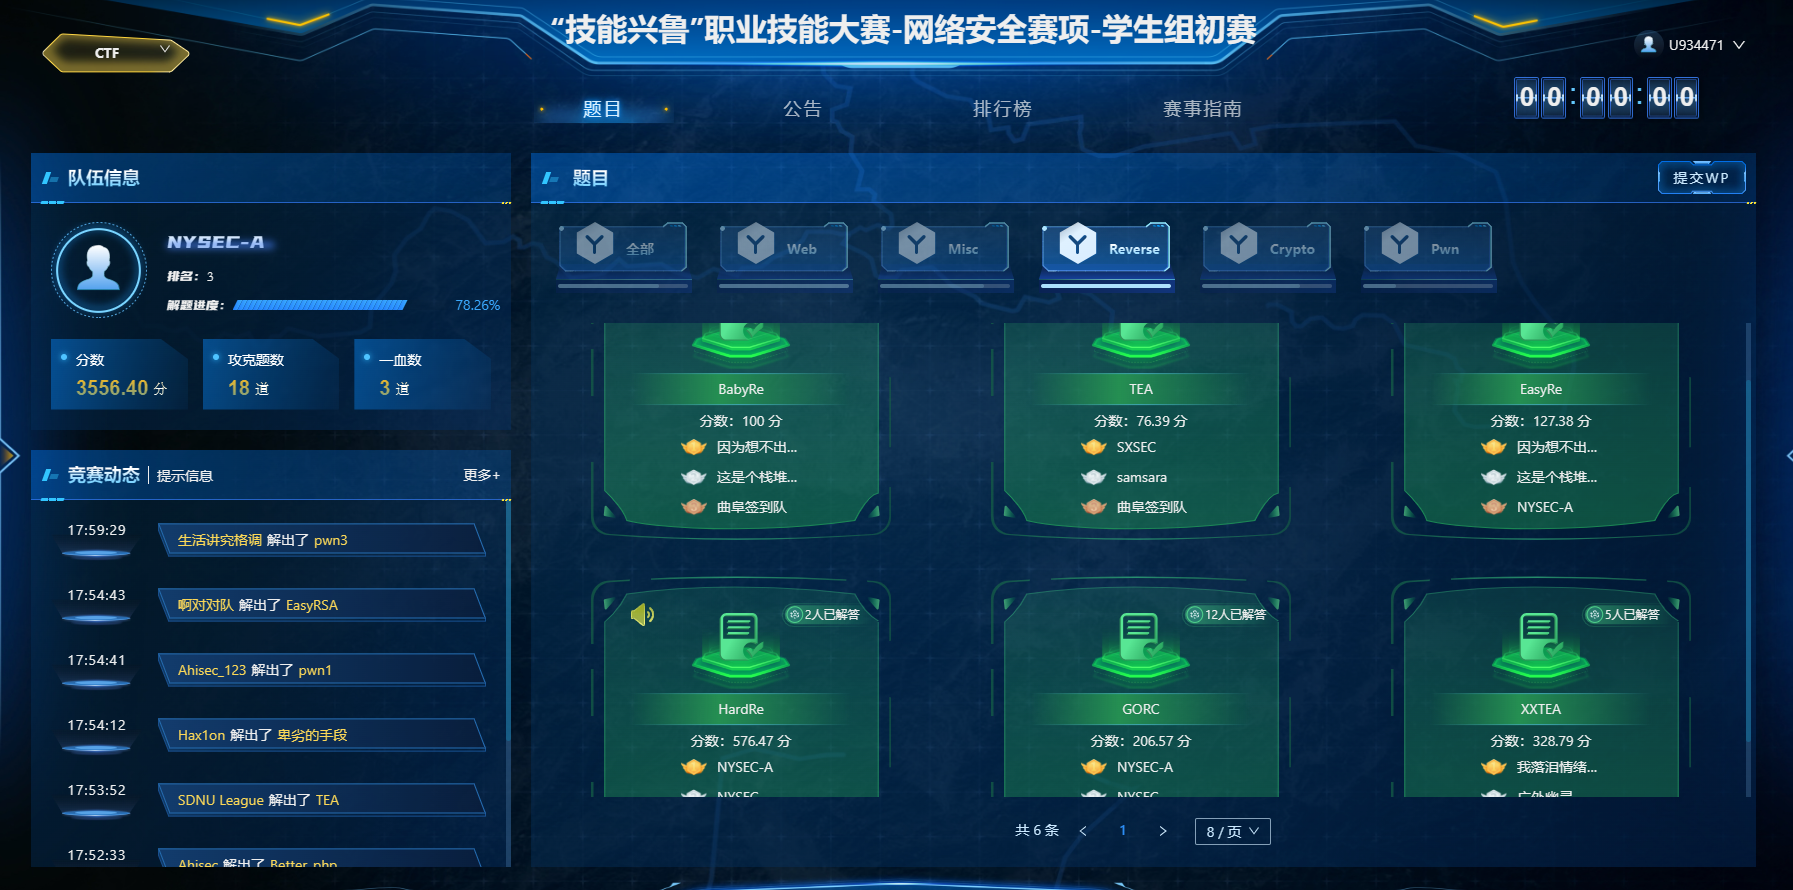 “技能兴鲁”职业技能大赛-网络安全赛项-学生组初赛
CTF
U934471
题目
公告
排行榜
赛事指南
00:00:00
队伍信息
NYSEC-A
排名：3
解题进度：
78.26%
分数
3556.40 分
攻克题数
18 道
一血数
3 道
竞赛动态
提示信息
更多+
17:59:29
生活讲究格调 解出了 pwn3
17:54:43
啊对对队 解出了 EasyRSA
17:54:41
Ahisec_123 解出了 pwn1
17:54:12
Hax1on 解出了 卑劣的手段
17:53:52
SDNU League 解出了 TEA
17:52:33
Ahisec 解出了 Better_php
题目
提交WP
全部
Web
Misc
Reverse
Crypto
Pwn
BabyRe
分数：100 分
因为想不出...
这是个栈堆...
曲阜签到队
TEA
分数：76.39 分
SXSEC
samsara
曲阜签到队
EasyRe
分数：127.38 分
因为想不出...
这是个栈堆...
NYSEC-A
2人已解答
HardRe
分数：576.47 分
NYSEC-A
12人已解答
GORC
分数：206.57 分
NYSEC-A
5人已解答
XXTEA
分数：328.79 分
我落泪情绪...
共 6 条
<
1
>
8 / 页